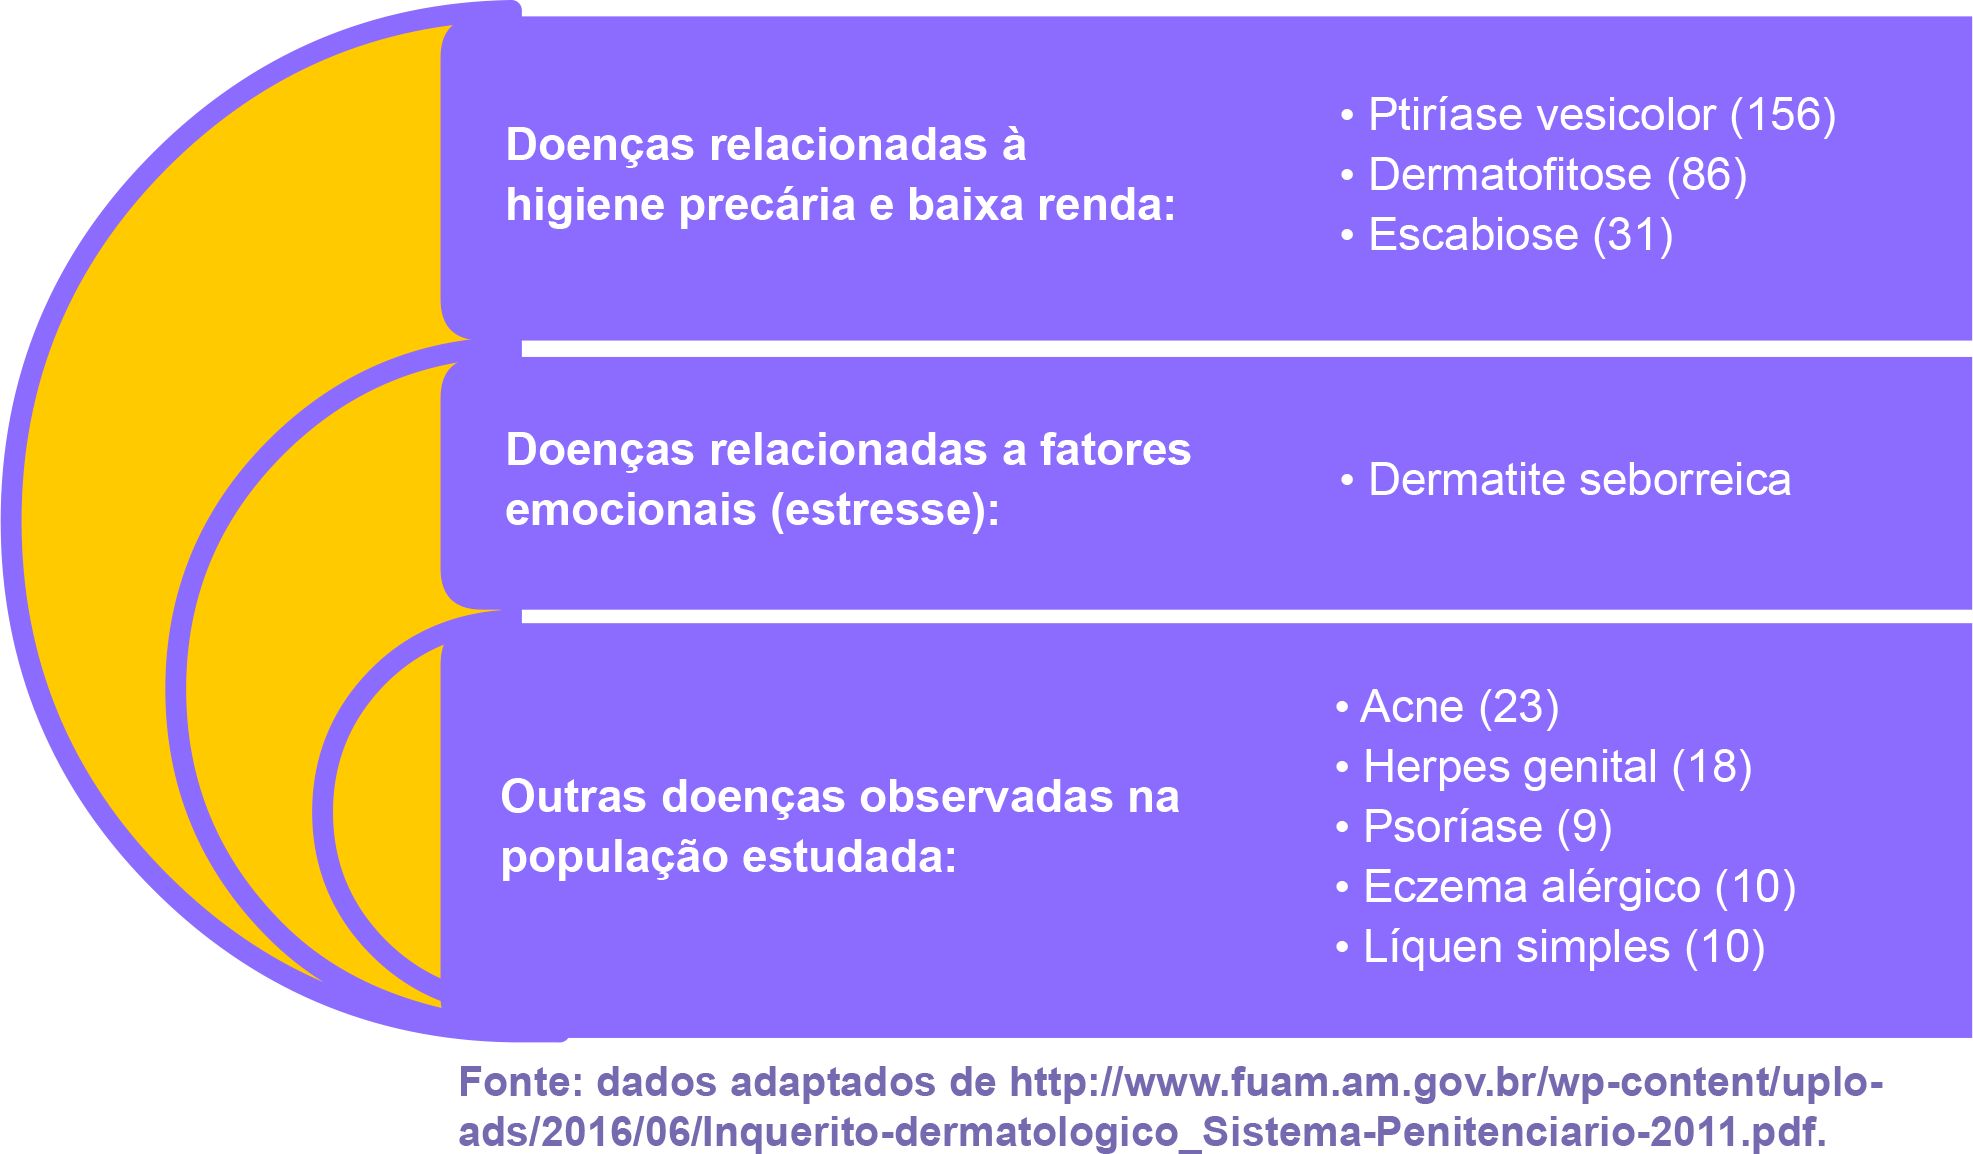 Doenças relacionadas à
higiene precária e baixa renda:
• Ptiríase vesicolor (156)
• Dermatofitose (86)
• Escabiose (31)
Doenças relacionadas a fatores
emocionais (estresse):
• Dermatite seborreica
Outras doenças observadas na
população estudada:
• Acne (23)
• Herpes genital (18)
• Psoríase (9)
• Eczema alérgico (10)
• Líquen simples (10)
Fonte: dados adaptados de http://www.fuam.am.gov.br/wp-content/uplo-
ads/2016/06/Inquerito-dermatologico_Sistema-Penitenciario-2011.pdf.